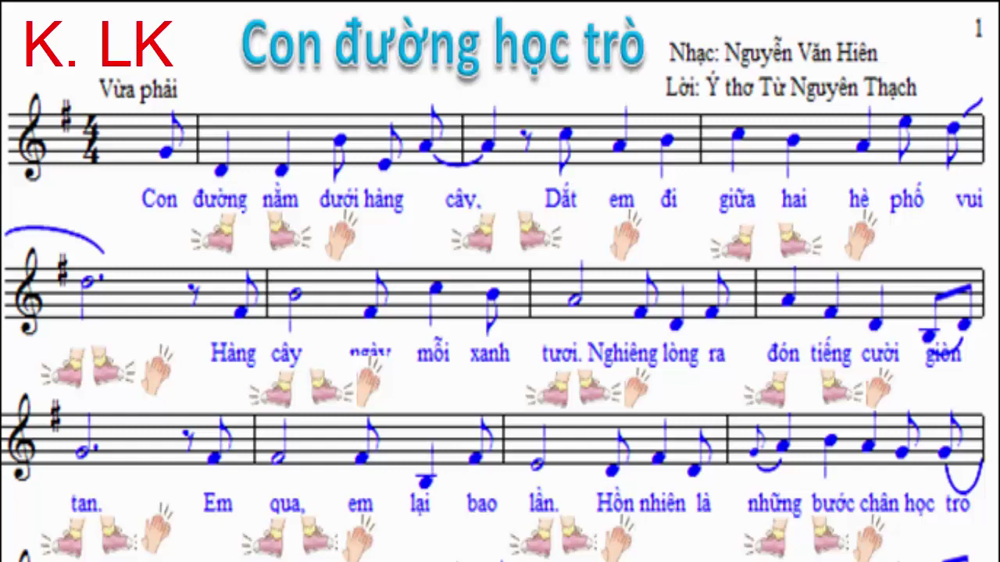 K. LK
Con đường học trò
1
Nhạc: Nguyễn Văn Hiên
Lời: Ý thơ Từ Nguyên Thạch
Vừa phải
4
4
Con đường nằm dưới hàng cây, Dắt em đi giữa hai hè phố vui
Hàng cây ngày mỗi xanh tươi. Nghiêng lòng ra đón tiếng cười giòn
tan. Em qua, em lại bao lần. Hồn nhiên là những bước chân học trò